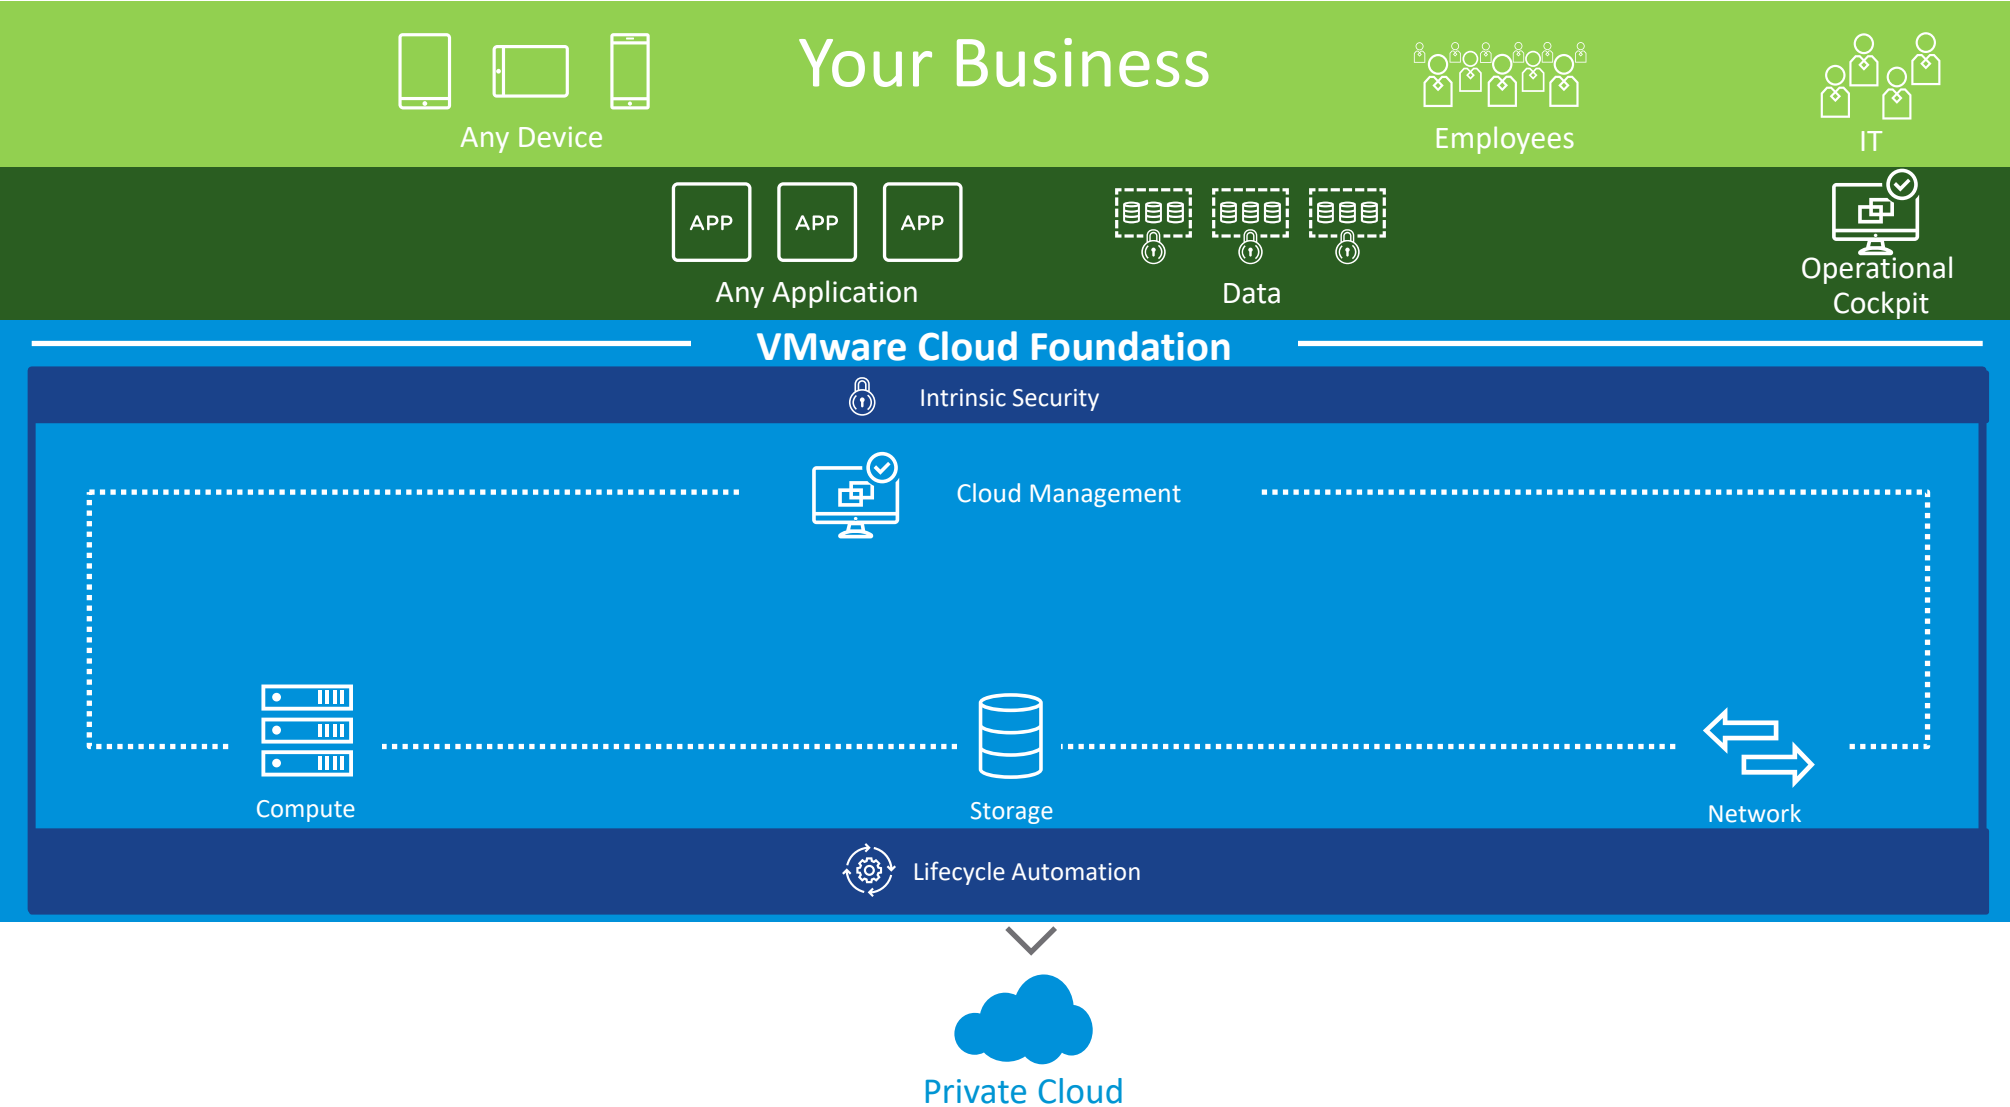 Your Business
Any Device
Employees
IT
APP
APP
APP
Any Application
Data
Operational
Cockpit
VMware Cloud Foundation
Intrinsic Security
Cloud Management
Compute
Storage
Network
Lifecycle Automation
Private Cloud